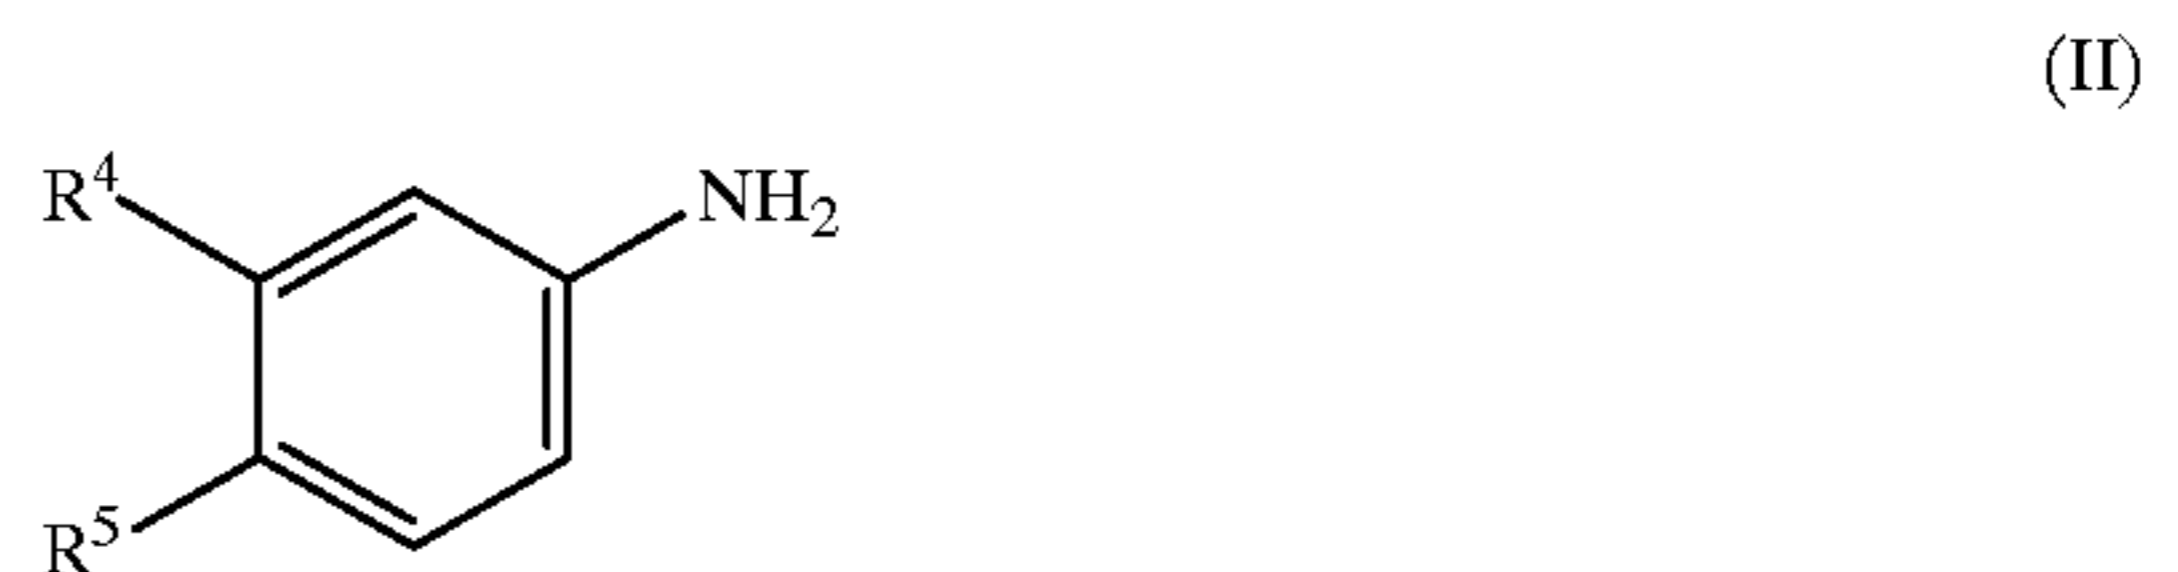 (II)
R⁴ NH₂
R⁵